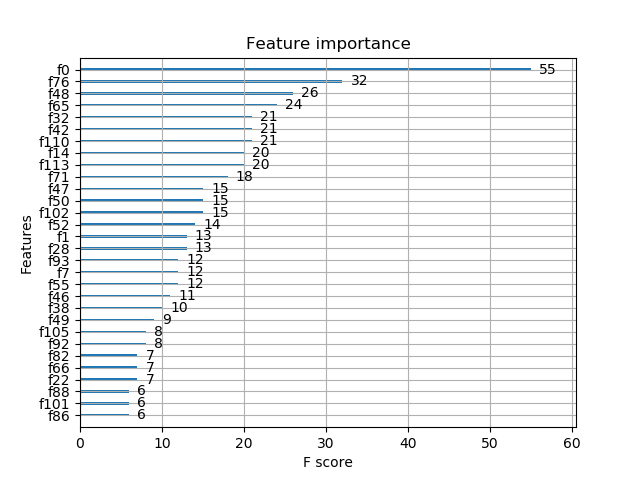 Feature importance
f0 55
f76 32
f48 26
f65 24
f32 21
f42 21
f110 21
f14 20
f113 20
f71 18
f47 15
f50 15
f102 15
f52 14
f1 13
f28 13
f93 12
f7 12
f55 12
f46 11
f38 10
f49 9
f105 8
f92 8
f82 7
f66 7
f22 7
f88 6
f101 6
f86 6
Features
0 10 20 30 40 50 60
F score